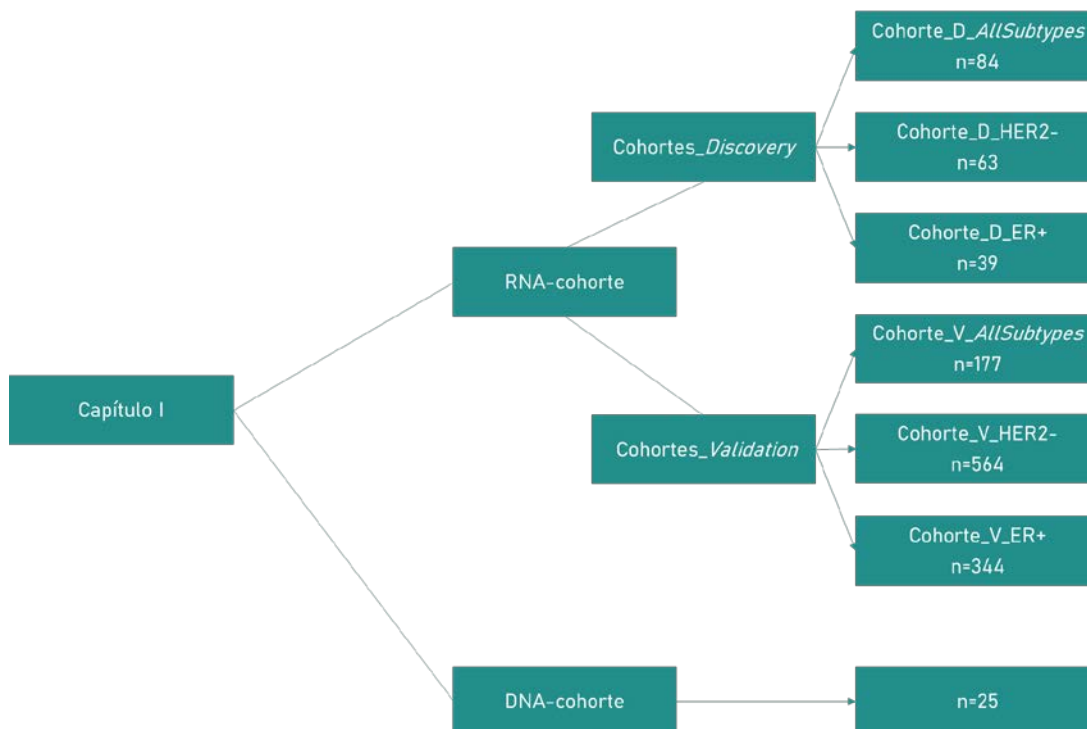 Cohorte_D_AllSubtypes
n=84
Cohortes_Discovery
Cohorte_D_HER2-
n=63
Cohorte_D_ER+
n=39
RNA-cohorte
Cohorte_V_AllSubtypes
n=177
Capítulo I
Cohortes_Validation
Cohorte_V_HER2-
n=564
Cohorte_V_ER+
n=344
DNA-cohorte
n=25